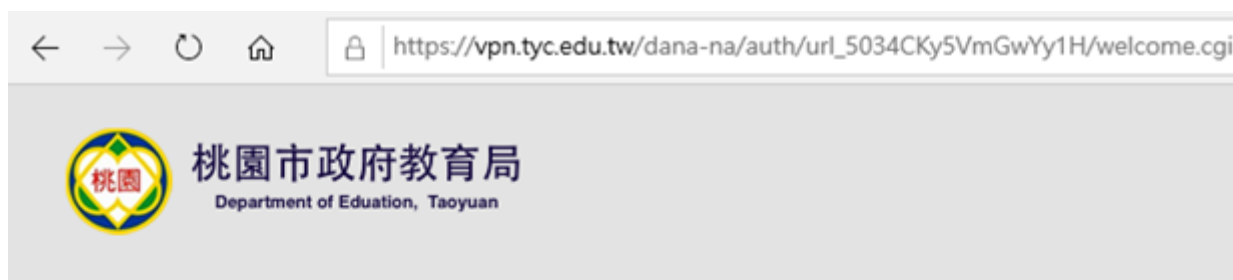 https://vpn.tyc.edu.tw/dana-na/auth/url_5034CKy5VmGwYy1H/welcome.cgi
桃園市政府教育局
桃園
Department of Eduation, Taoyuan